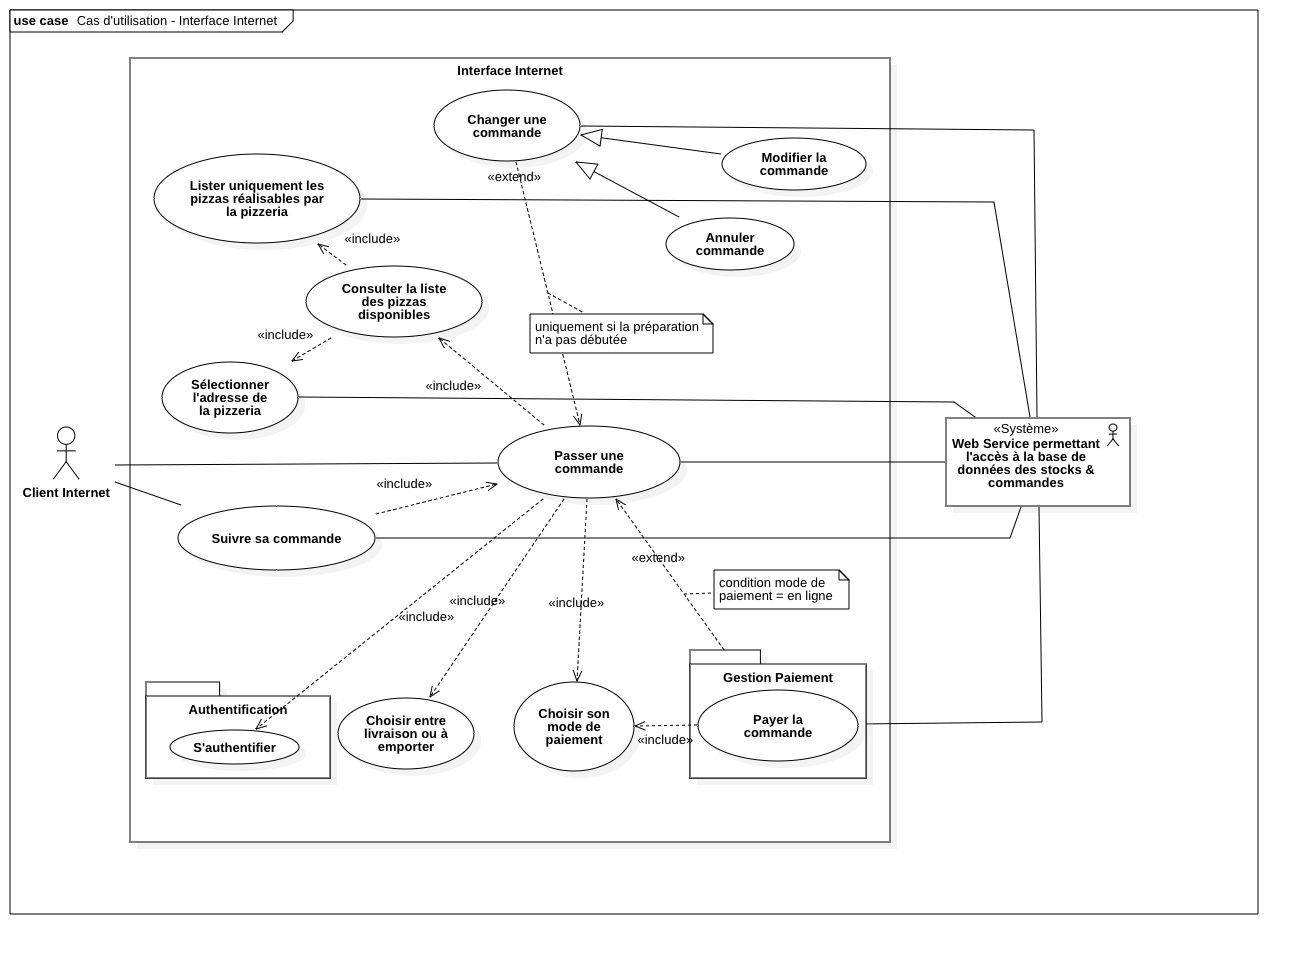 use case Cas d'utilisation - Interface Internet
Interface Internet
Changer une
commande
Modifier la
commande
«extend»
Lister uniquement les
pizzas réalisables par
la pizzeria
Annuler
commande
«include»
Consulter la liste
des pizzas
disponibles
uniquement si la préparation
n'a pas débutée
«include»
Sélectionner
l'adresse de
la pizzeria
«include»
«Système»
Web Service permettant
l'accès à la base de
données des stocks &
commandes
Passer une
commande
Client Internet
«include»
Suivre sa commande
«extend»
condition mode de
paiement = en ligne
«include»
«include»
«include»
Gestion Paiement
Authentification
S'authentifier
Choisir entre
livraison ou à
emporter
Choisir son
mode de
paiement
Payer la
commande
«include»